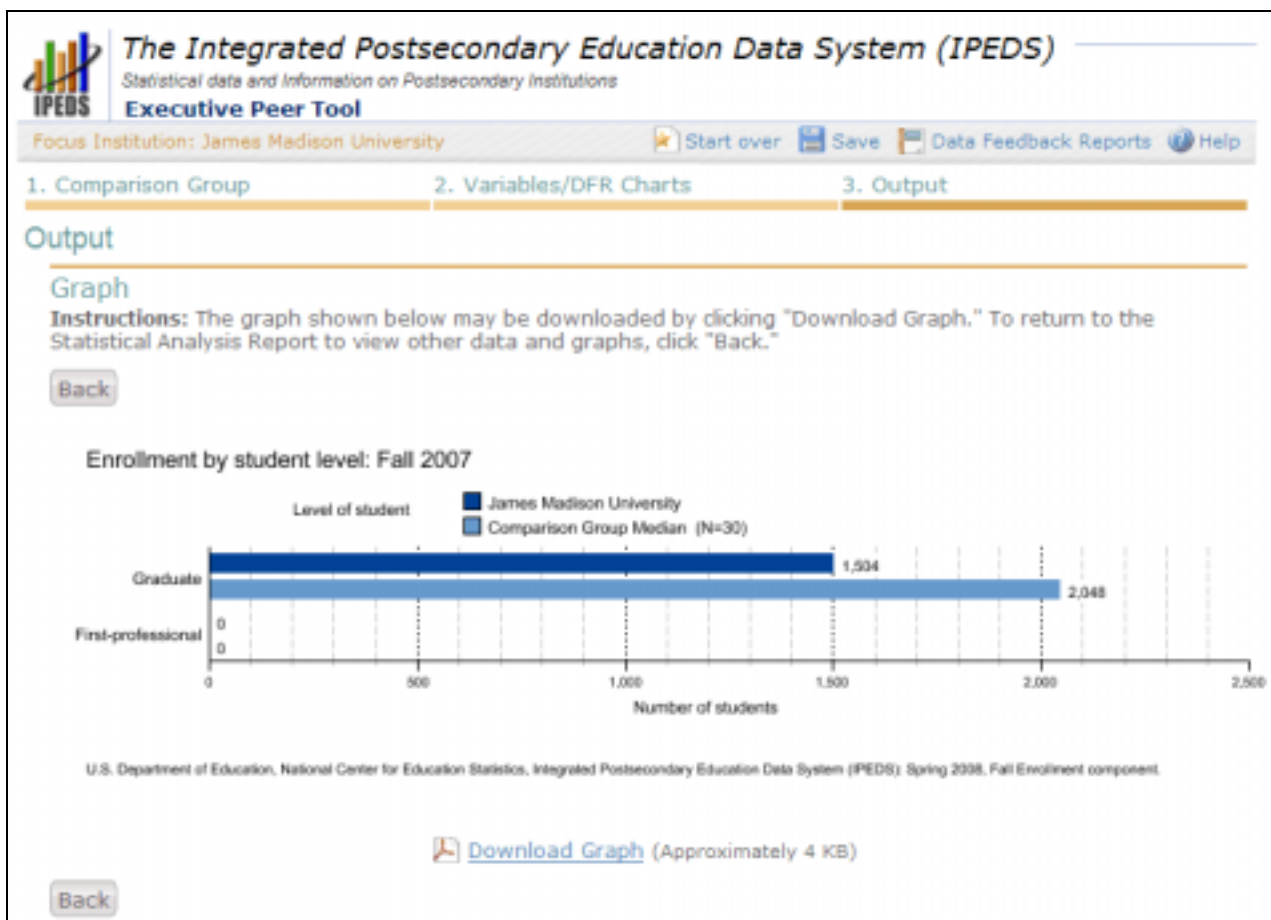 The Integrated Postsecondary Education Data System (IPEDS)
Statistical data and Information on Postsecondary Institutions
IPEDS
Executive Peer Tool
Focus Institution: James Madison University
Start over Save Data Feedback Reports Help
1. Comparison Group 2. Variables/DFR Charts 3. Output
Output
Graph
Instructions: The graph shown below may be downloaded by clicking "Download Graph." To return to the
Statistical Analysis Report to view other data and graphs, click "Back."
Back
Enrollment by student level: Fall 2007
Level of student
James Madison University
Comparison Group Median (N=30)
Graduate
1,504
2,048
First-professional
0
0
0 500 1,000 1,500 2,000 2,500
Number of students
U.S. Department of Education, National Center for Education Statistics, Integrated Postsecondary Education Data System (IPEDS): Spring 2008, Fall Enrollment component.
Download Graph (Approximately 4 KB)
Back